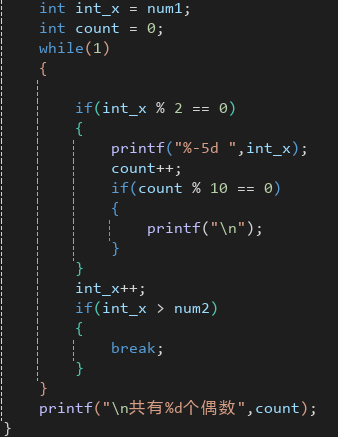 int int_x = num1;
int count = 0;
while(1)
{
if(int_x % 2 == 0)
{
printf("%-5d ",int_x);
count++;
if(count % 10 == 0)
{
printf("\n");
}
}
int_x++;
if(int_x > num2)
{
break;
}
}
printf("\n共有%d个偶数",count);
}